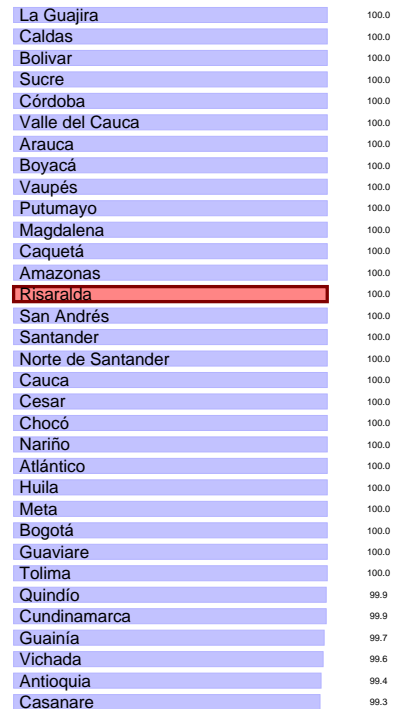 La Guajira 100.0
Caldas 100.0
Bolivar 100.0
Sucre 100.0
Córdoba 100.0
Valle del Cauca 100.0
Arauca 100.0
Boyacá 100.0
Vaupés 100.0
Putumayo 100.0
Magdalena 100.0
Caquetá 100.0
Amazonas 100.0
Risaralda 100.0
San Andrés 100.0
Santander 100.0
Norte de Santander 100.0
Cauca 100.0
Cesar 100.0
Chocó 100.0
Nariño 100.0
Atlántico 100.0
Huila 100.0
Meta 100.0
Bogotá 100.0
Guaviare 100.0
Tolima 100.0
Quindío 99.9
Cundinamarca 99.9
Guainía 99.7
Vichada 99.6
Antioquia 99.4
Casanare 99.3